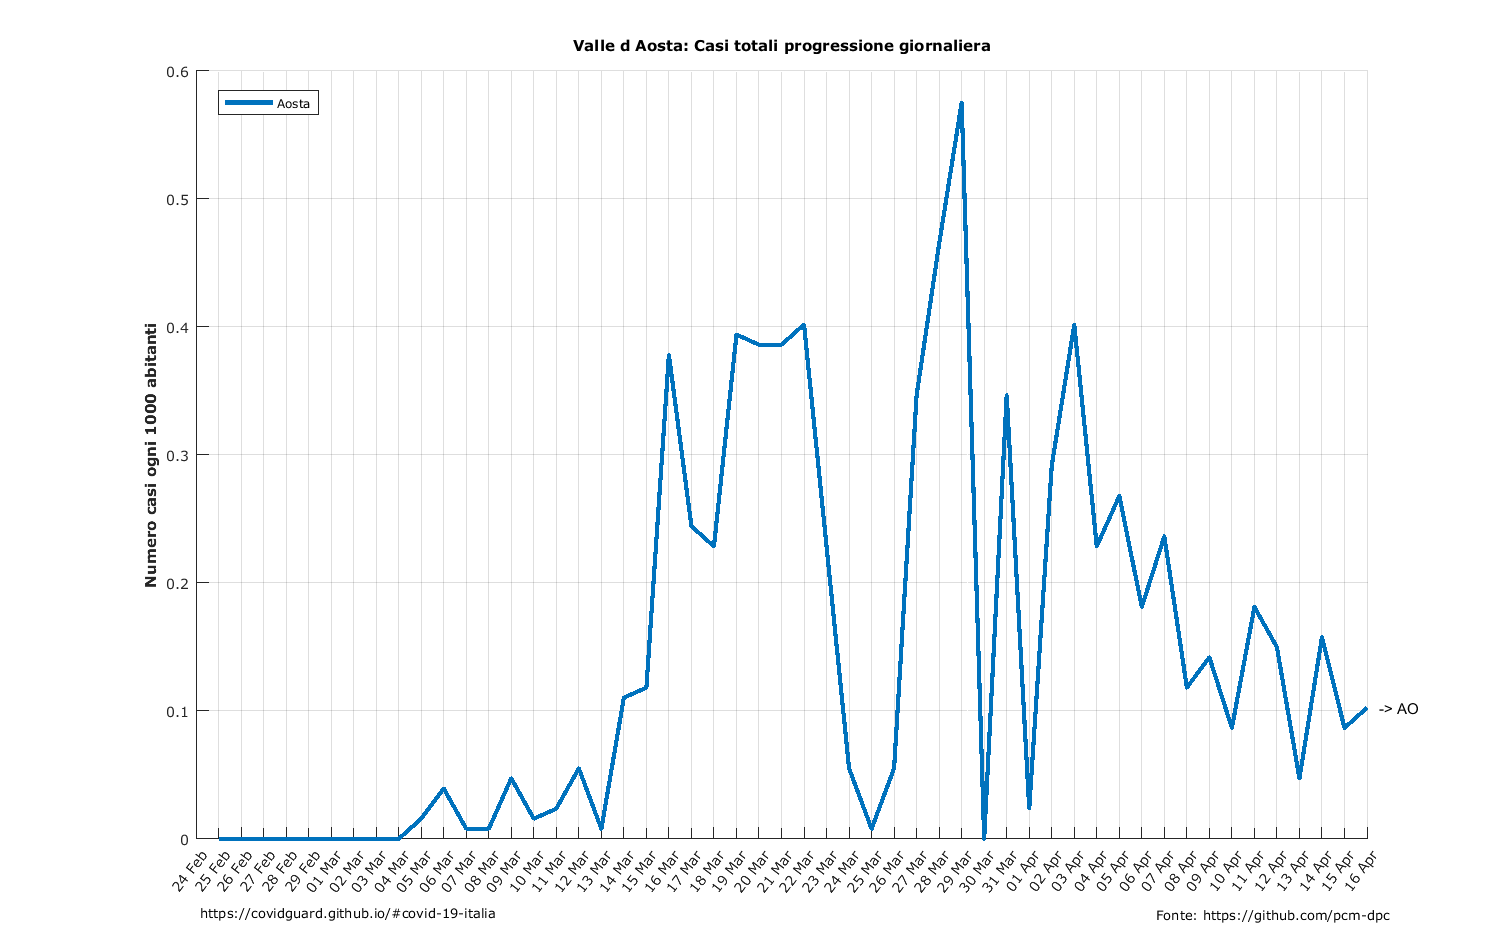 Valle d Aosta: Casi totali progressione giornaliera
Aosta
Numero casi ogni 1000 abitanti
0.6
0.5
0.4
0.3
0.2
0.1
0
-> AO
24 Feb
25 Feb
26 Feb
27 Feb
28 Feb
29 Feb
01 Mar
02 Mar
03 Mar
04 Mar
05 Mar
06 Mar
07 Mar
08 Mar
09 Mar
10 Mar
11 Mar
12 Mar
13 Mar
14 Mar
15 Mar
16 Mar
17 Mar
18 Mar
19 Mar
20 Mar
21 Mar
22 Mar
23 Mar
24 Mar
25 Mar
26 Mar
27 Mar
28 Mar
29 Mar
30 Mar
31 Mar
01 Apr
02 Apr
03 Apr
04 Apr
05 Apr
06 Apr
07 Apr
08 Apr
09 Apr
10 Apr
11 Apr
12 Apr
13 Apr
14 Apr
15 Apr
16 Apr
https://covidguard.github.io/#covid-19-italia
Fonte: https://github.com/pcm-dpc